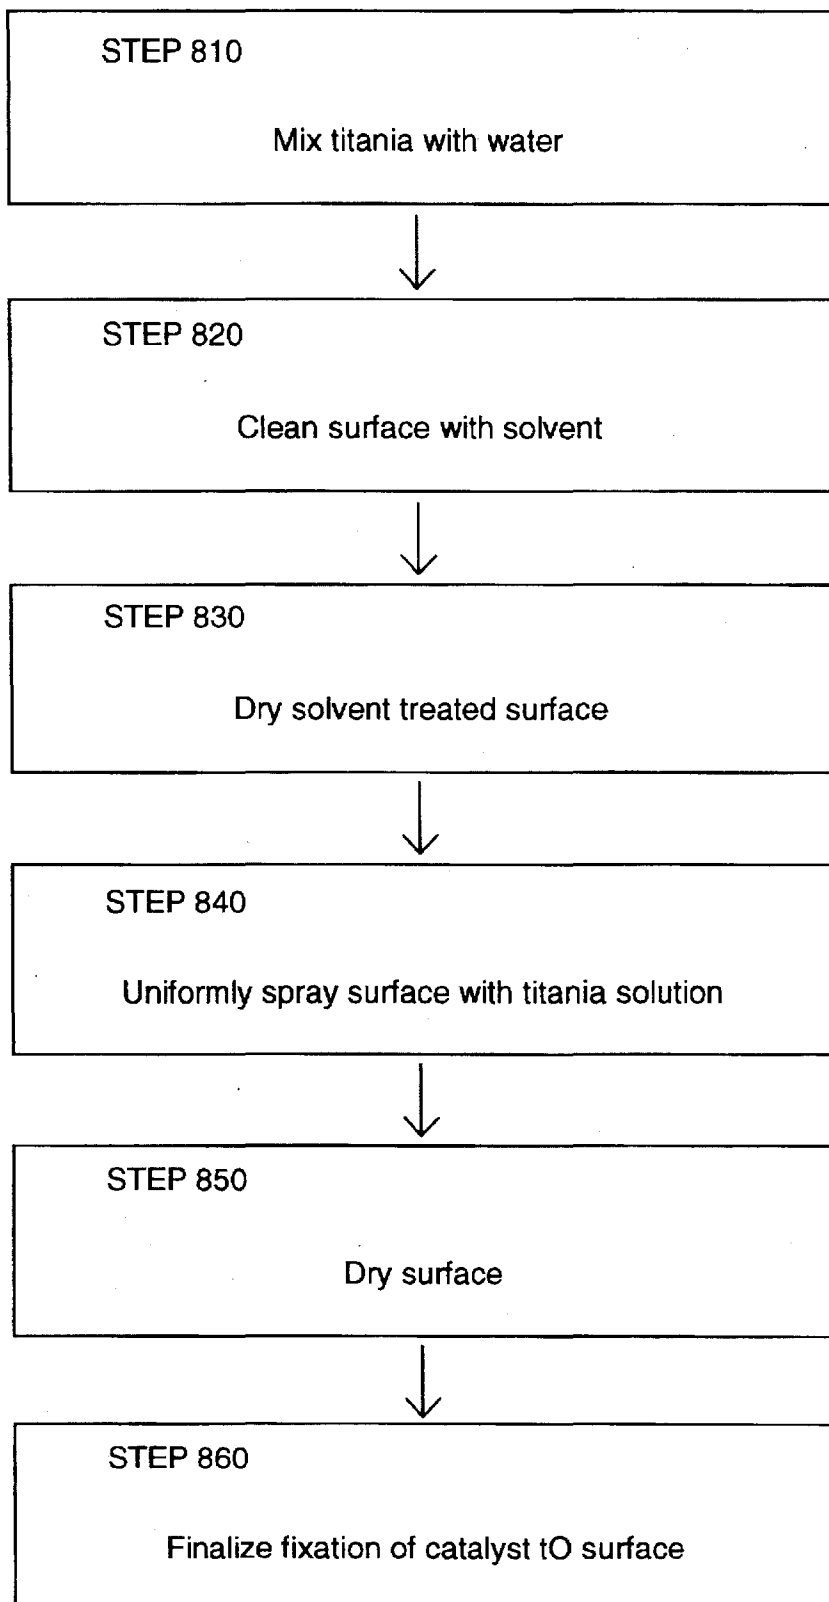 STEP 810
Mix titania with water
STEP 820
Clean surface with solvent
STEP 830
Dry solvent treated surface
STEP 840
Uniformly spray surface with titania solution
STEP 850
Dry surface
STEP 860
Finalize fixation of catalyst tO surface